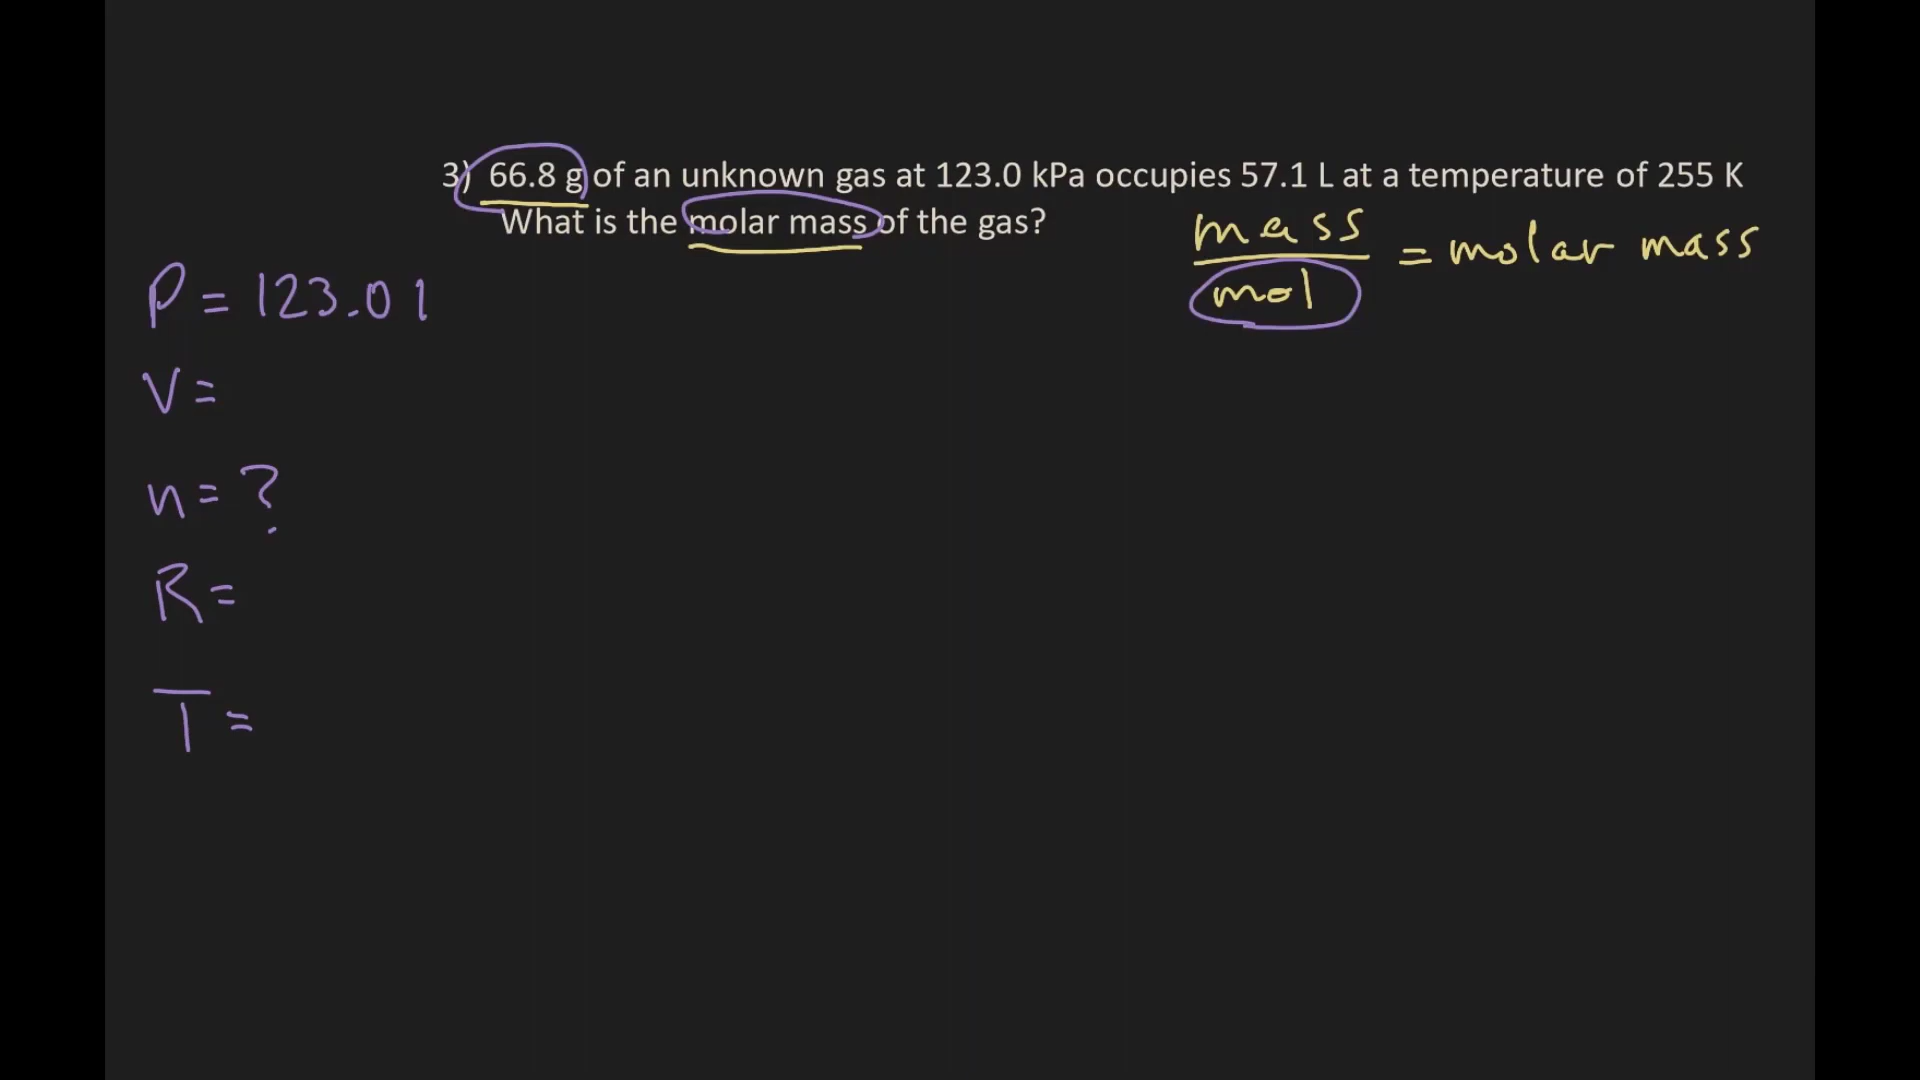 3) 66.8 g of an unknown gas at 123.0 kPa occupies 57.1 L at a temperature of 255 K
What is the molar mass of the gas?
mass
mol
= molar mass
P = 123.0 l
V =
n = ?
R =
T =